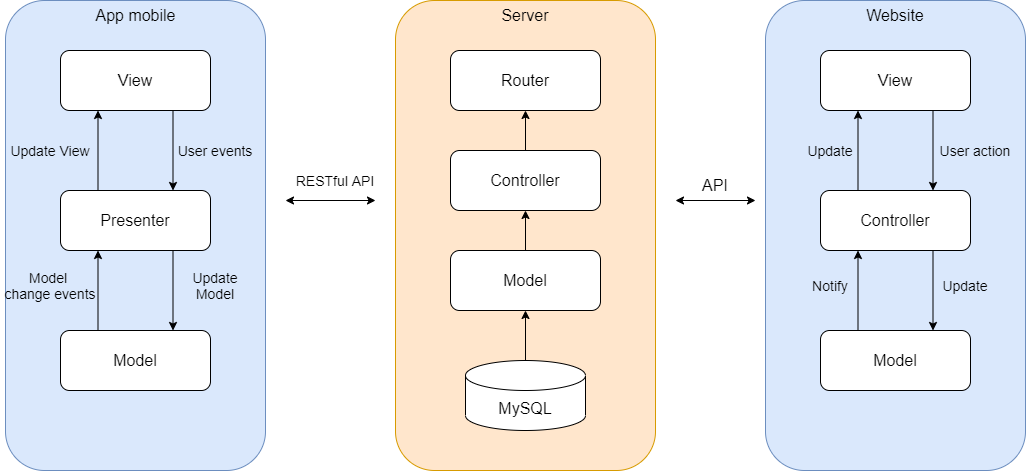 App mobile
View
Update View
User events
Presenter
Model
change events
Update
Model
Model
RESTful API
Server
Router
Controller
Model
MySQL
API
Website
View
Update
User action
Controller
Notify
Update
Model